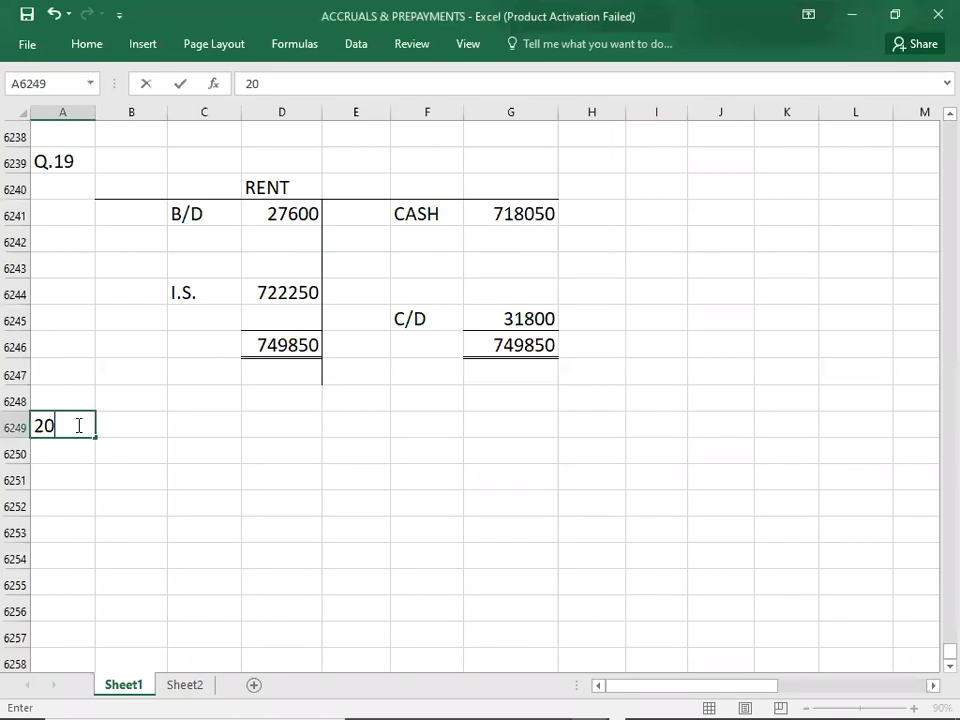 ACCRUALS & PREPAYMENTS - Excel (Product Activation Failed)
File Home Insert Page Layout Formulas Data Review View Tell me what you want to do... Share
A6249 fx 20
A B C D E F G H I J K L M
6238
6239 Q.19
6240 RENT
6241 B/D 27600 CASH 718050
6242
6243
6244 I.S. 722250
6245 C/D 31800
6246 749850 749850
6247
6248
6249 20
6250
6251
6252
6253
6254
6255
6256
6257
6258
Sheet1 Sheet2
Enter 90%